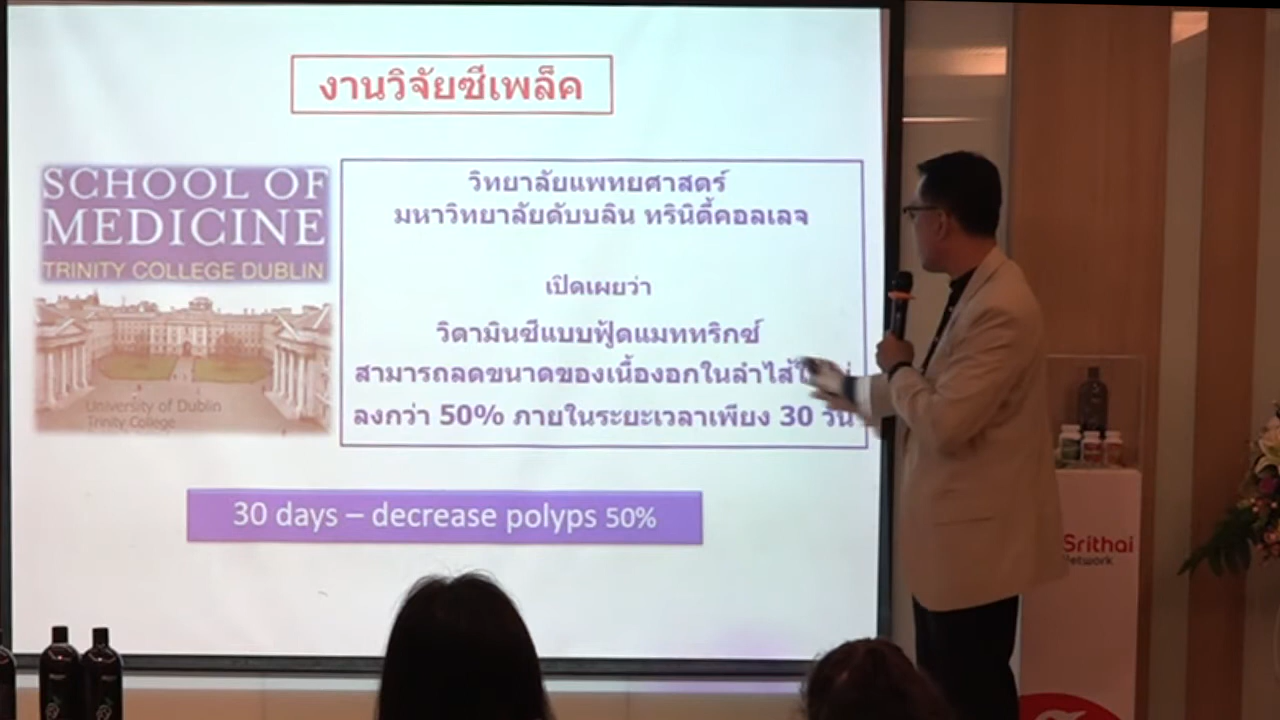 งานวิจัยซีเพล็ค
SCHOOL OF
MEDICINE
TRINITY COLLEGE DUBLIN
University of Dublin
Trinity College
วิทยาลัยแพทยศาสตร์
มหาวิทยาลัยดับบลิน ทรินิตี้คอลเลจ
เปิดเผยว่า
วิตามินซีแบบฟู้ดแมททริกซ์
สามารถลดขนาดของเนื้องอกในลำไส้
ลงกว่า 50% ภายในระยะเวลาเพียง 30 วัน
30 days – decrease polyps 50%
Srithai
Network